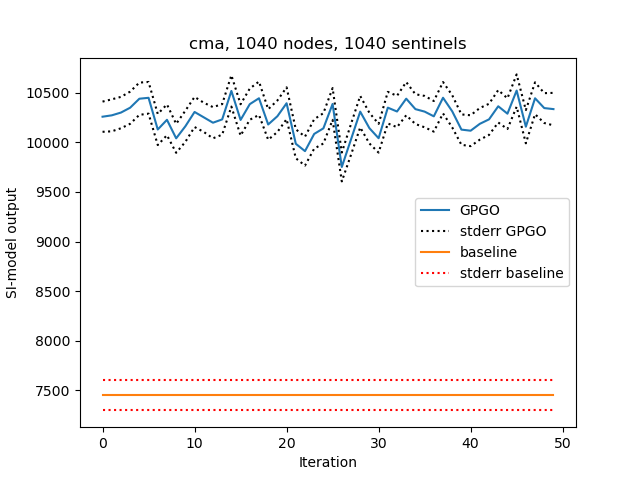 cma, 1040 nodes, 1040 sentinels
SI-model output
10500
10000
9500
9000
8500
8000
7500
GPGO
stderr GPGO
baseline
stderr baseline
0 10 20 30 40 50
Iteration